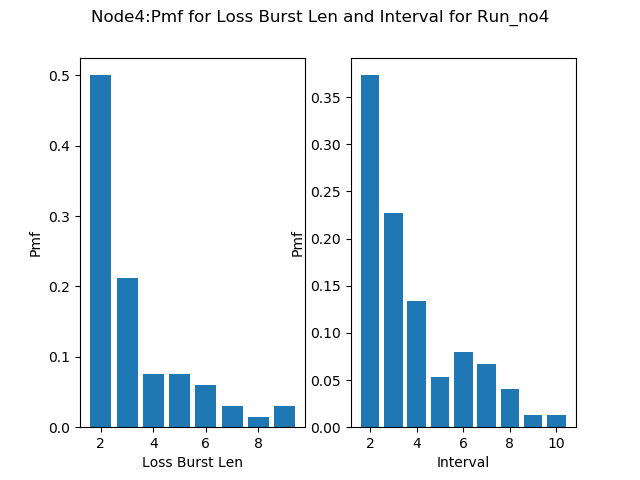 Node4:Pmf for Loss Burst Len and Interval for Run_no4
0.5
0.4
0.3
0.2
0.1
0.0
Pmf
2 4 6 8
Loss Burst Len
0.35
0.30
0.25
0.20
0.15
0.10
0.05
0.00
Pmf
2 4 6 8 10
Interval